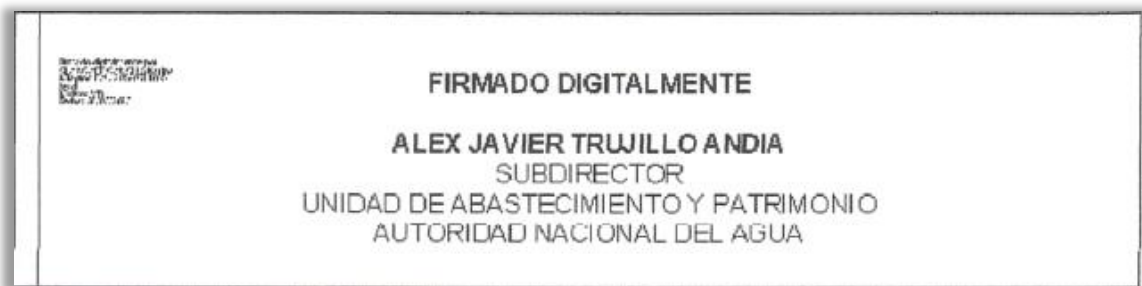 FIRMADO DIGITALMENTE
ALEX JAVIER TRUJILLO ANDIA
SUBDIRECTOR
UNIDAD DE ABASTECIMIENTO Y PATRIMONIO
AUTORIDAD NACIONAL DEL AGUA